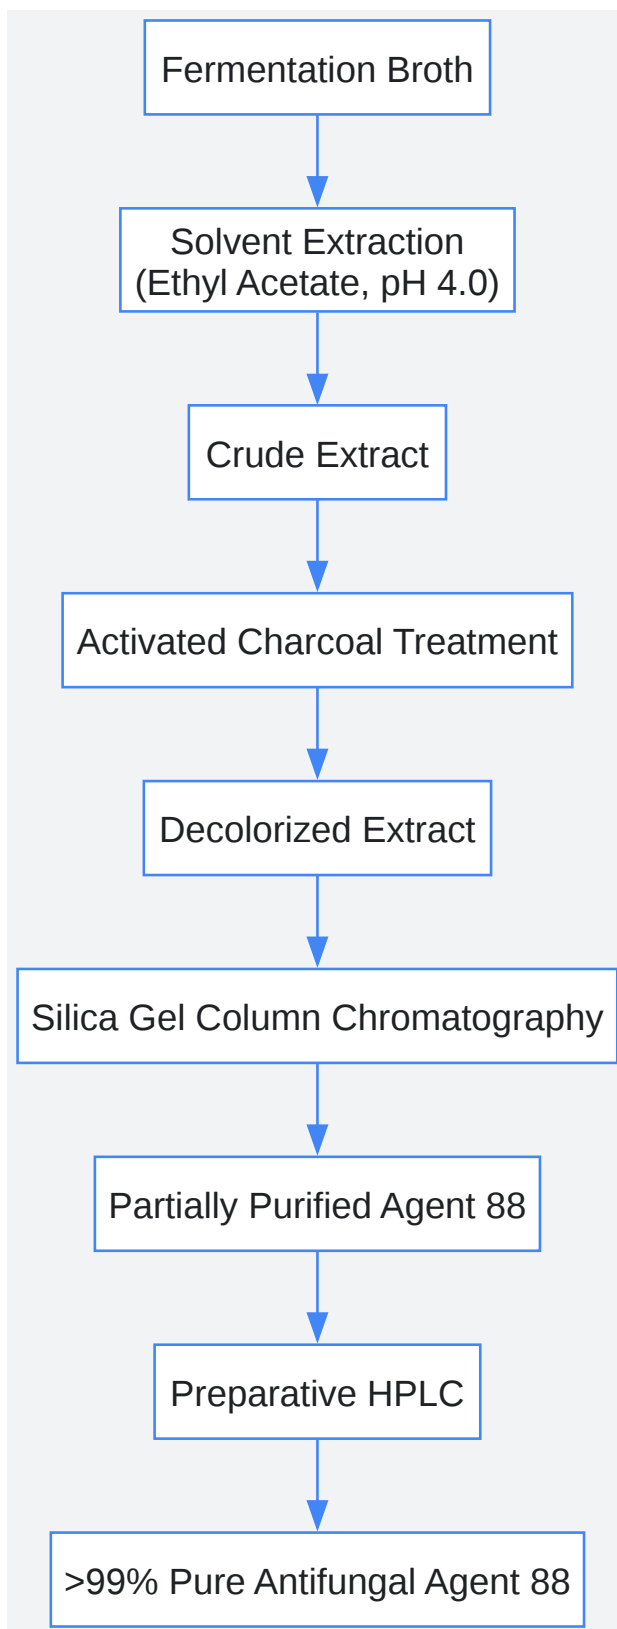 Fermentation Broth
Solvent Extraction
(Ethyl Acetate, pH 4.0)
Crude Extract
Activated Charcoal Treatment
Decolorized Extract
Silica Gel Column Chromatography
Partially Purified Agent 88
Preparative HPLC
>99% Pure Antifungal Agent 88